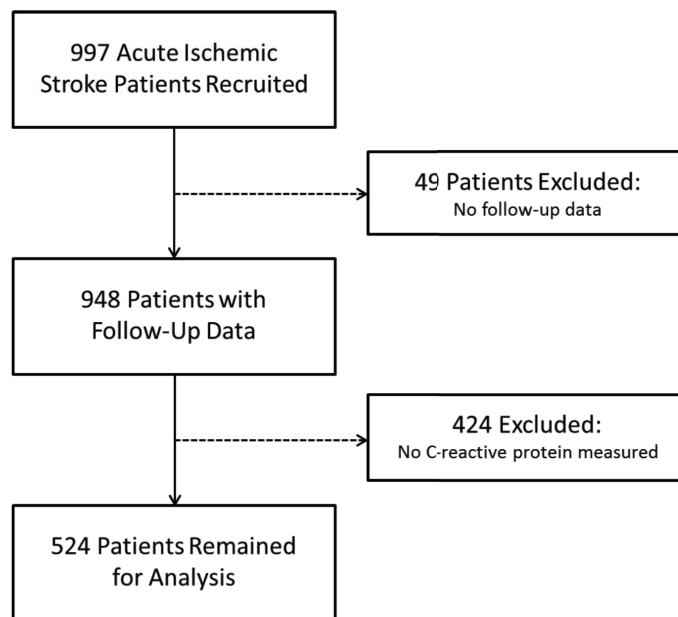 997 Acute Ischemic
Stroke Patients Recruited
49 Patients Excluded:
No follow-up data
948 Patients with
Follow-Up Data
424 Excluded:
No C-reactive protein measured
524 Patients Remained
for Analysis